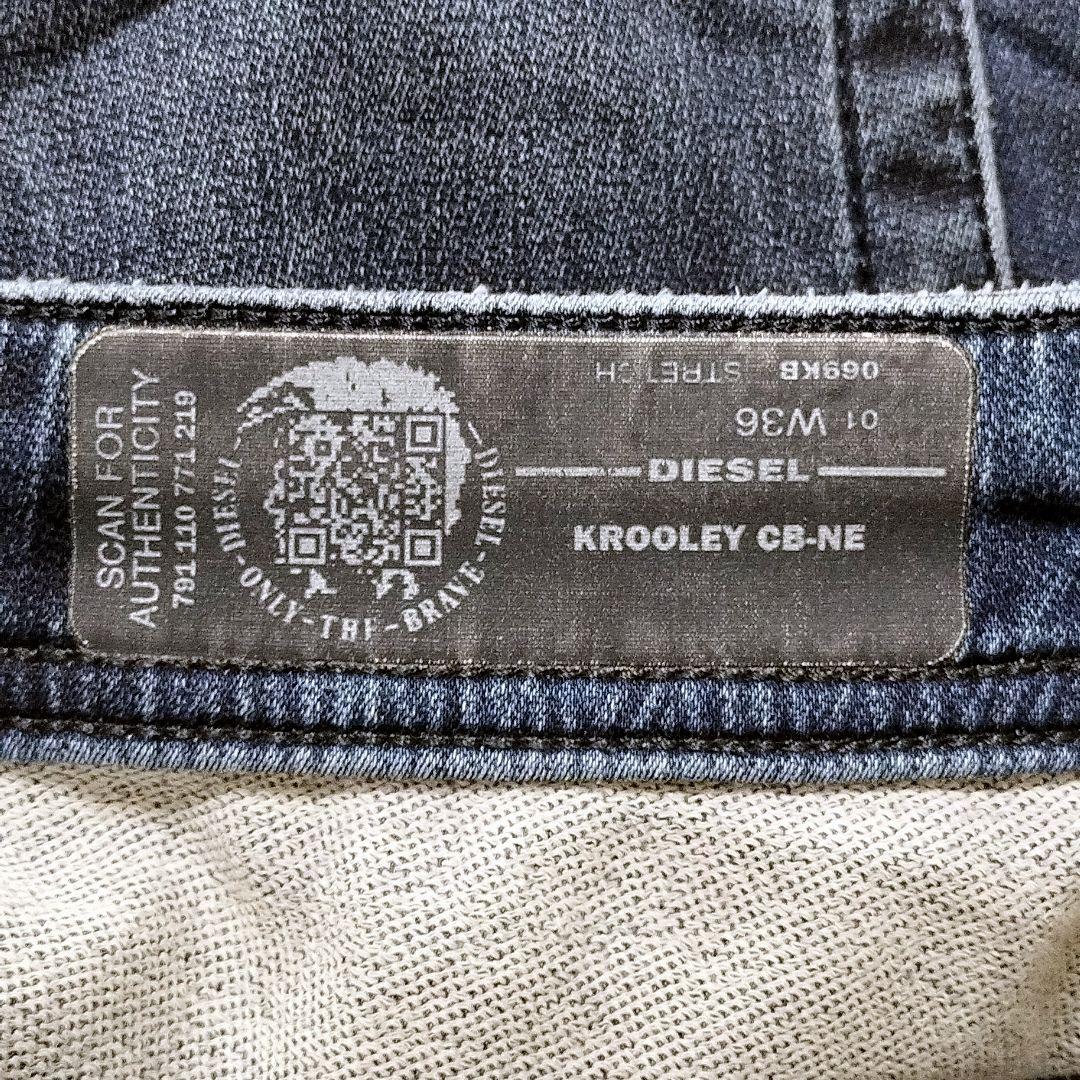 SCAN FOR
AUTHENTICITY
791 110 771 219
DIESEL-ONLY-THE-BRAVE-DIESEL
069KB STRETCH
01 W36
DIESEL
KROOLEY CB-NE